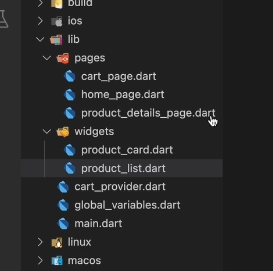 build
ios
lib
pages
cart_page.dart
home_page.dart
product_details_page.dart
widgets
product_card.dart
product_list.dart
cart_provider.dart
global_variables.dart
main.dart
linux
macos